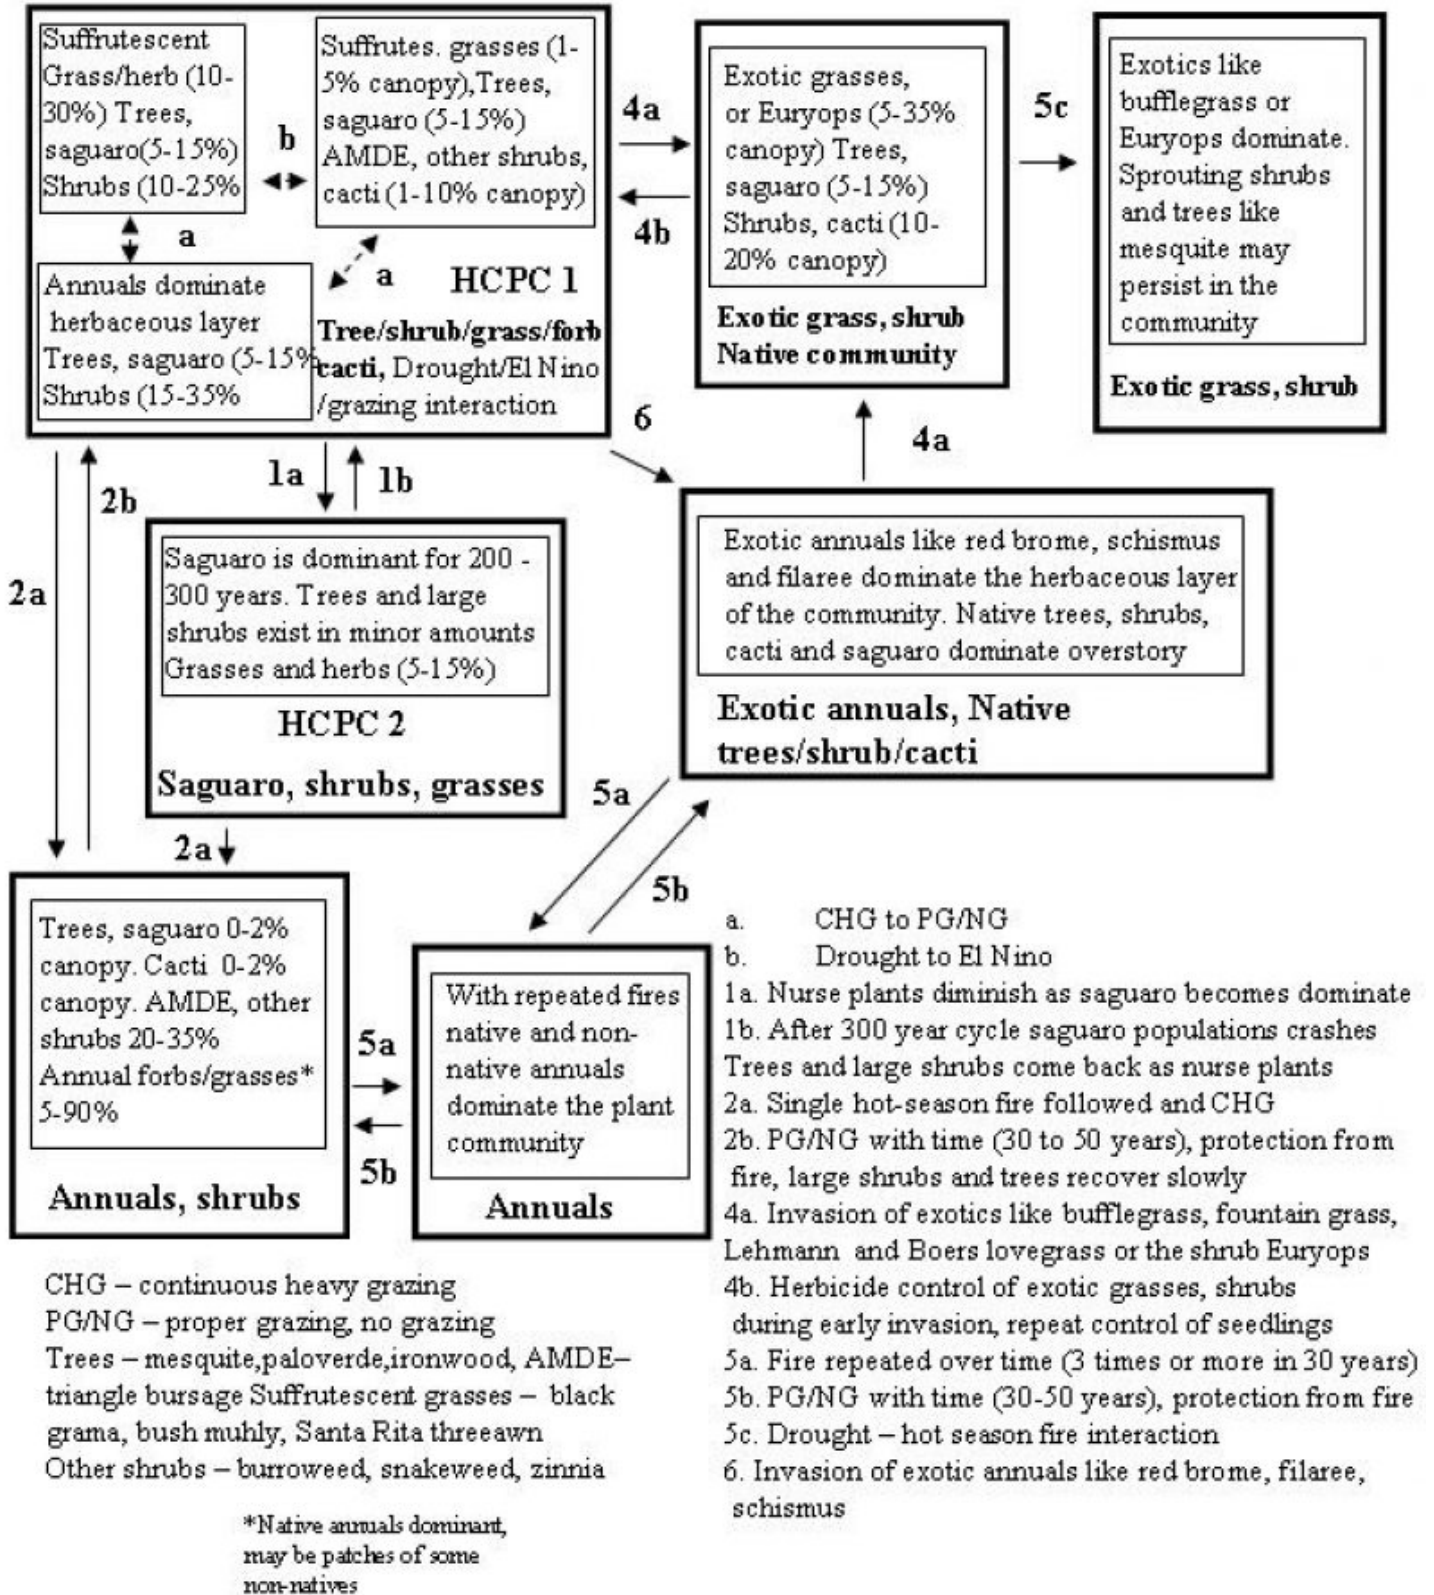 Suffrutescent
Grass/herb (10-
30%) Trees,
saguaro(5-15%)
Shrubs (10-25%
b
Suffrutes. grasses (1-
5% canopy),Trees,
saguaro (5-15%)
AMDE, other shrubs,
cacti (1-10% canopy)
a
a
Annuals dominate
herbaceous layer
Trees, saguaro (5-15%
Shrubs (15-35%
HCPC 1
Tree/shrub/grass/forb
cacti, Drought/El Nino
/grazing interaction
4a
4b
Exotic grasses,
or Euryops (5-35%
canopy) Trees,
saguaro (5-15%)
Shrubs, cacti (10-
20% canopy)
Exotic grass, shrub
Native community
5c
Exotics like
bufflegrass or
Euryops dominate.
Sprouting shrubs
and trees like
mesquite may
persist in the
community
Exotic grass, shrub
6
4a
1a
1b
2b
2a
Saguaro is dominant for 200 -
300 years. Trees and large
shrubs exist in minor amounts
Grasses and herbs (5-15%)
HCPC 2
Saguaro, shrubs, grasses
Exotic annuals like red brome, schismus
and filaree dominate the herbaceous layer
of the community. Native trees, shrubs,
cacti and saguaro dominate overstory
Exotic annuals, Native
trees/shrub/cacti
2a
5a
5b
Trees, saguaro 0-2%
canopy. Cacti 0-2%
canopy. AMDE, other
shrubs 20-35%
Annual forbs/grasses*
5-90%
Annuals, shrubs
5a
5b
With repeated fires
native and non-
native annuals
dominate the plant
community
Annuals
a. CHG to PG/NG
b. Drought to El Nino
1a. Nurse plants diminish as saguaro becomes dominate
1b. After 300 year cycle saguaro populations crashes
Trees and large shrubs come back as nurse plants
2a. Single hot-season fire followed and CHG
2b. PG/NG with time (30 to 50 years), protection from
fire, large shrubs and trees recover slowly
4a. Invasion of exotics like bufflegrass, fountain grass,
Lehmann and Boers lovegrass or the shrub Euryops
4b. Herbicide control of exotic grasses, shrubs
during early invasion, repeat control of seedlings
5a. Fire repeated over time (3 times or more in 30 years)
5b. PG/NG with time (30-50 years), protection from fire
5c. Drought – hot season fire interaction
6. Invasion of exotic annuals like red brome, filaree,
schismus
CHG – continuous heavy grazing
PG/NG – proper grazing, no grazing
Trees – mesquite,paloverde,ironwood, AMDE–
triangle bursage Suffrutescent grasses – black
grama, bush muhly, Santa Rita threeawn
Other shrubs – burroweed, snakeweed, zinnia
*Native annuals dominant,
may be patches of some
non-natives